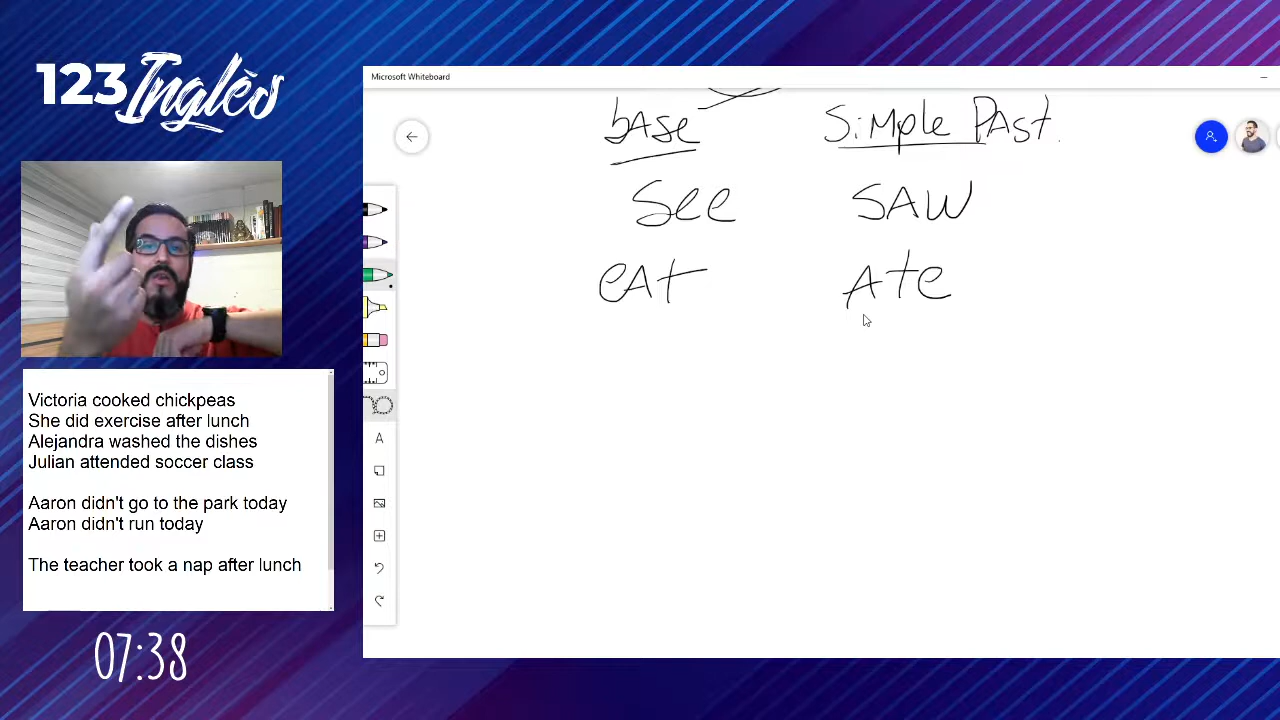 123 Inglès
Microsoft Whiteboard
base Simple Past.
See SAW
eAt Ate
A
Victoria cooked chickpeas
She did exercise after lunch
Alejandra washed the dishes
Julian attended soccer class
Aaron didn't go to the park today
Aaron didn't run today
The teacher took a nap after lunch
07:38